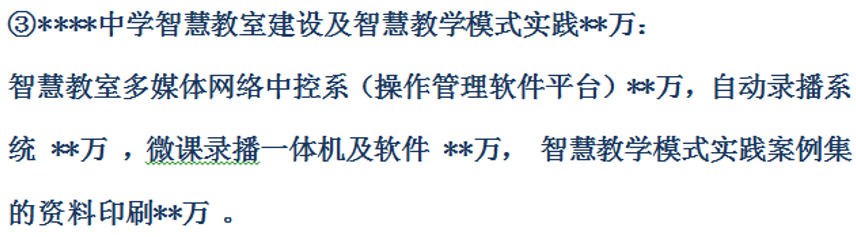 ③****中学智慧教室建设及智慧教学模式实践**万：
智慧教室多媒体网络中控系（操作管理软件平台）**万，自动录播系
统 **万 ，微课录播一体机及软件 **万， 智慧教学模式实践案例集
的资料印刷**万 。